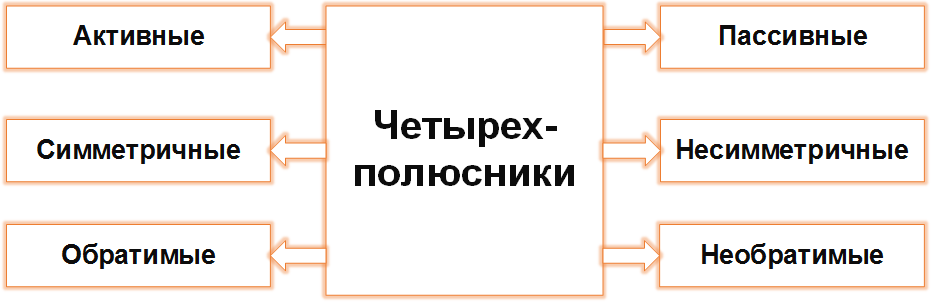 Активные
Пассивные
Четырех-
полюсники
Симметричные
Несимметричные
Обратимые
Необратимые